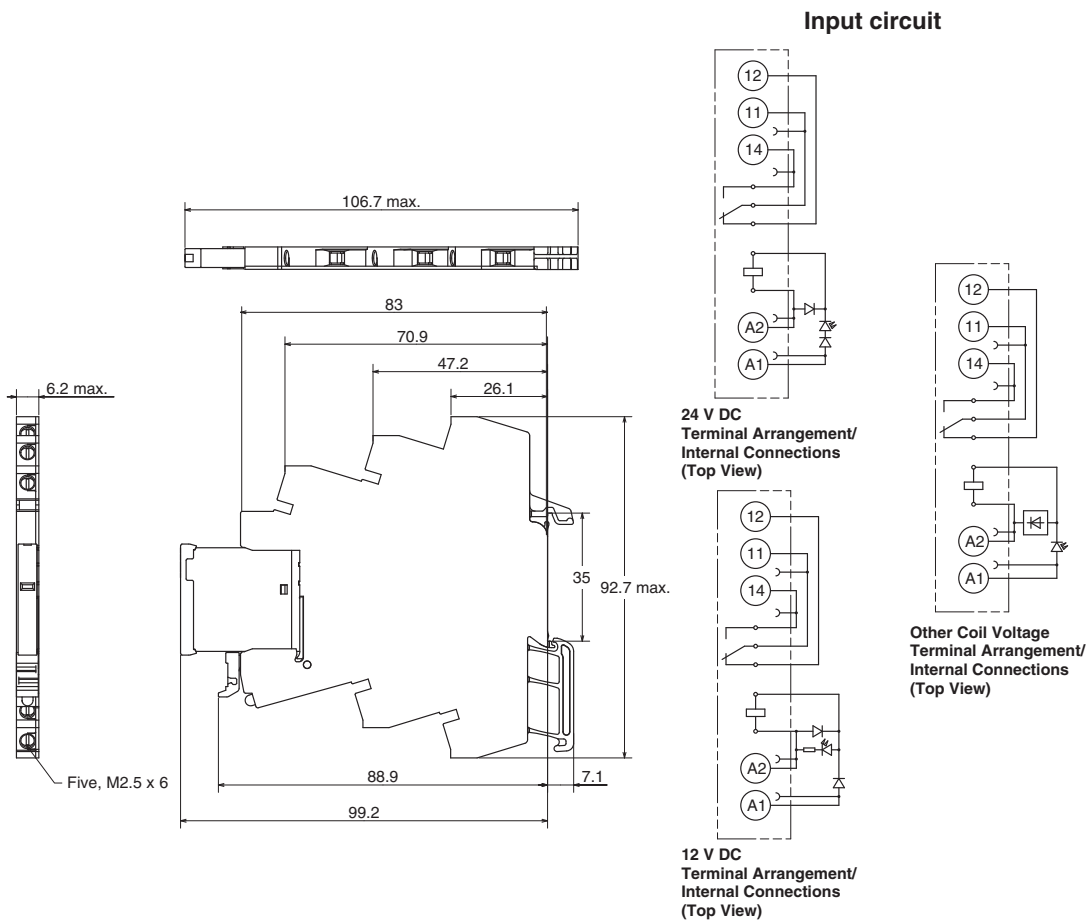 Input circuit
106.7 max.
83
70.9
47.2
26.1
6.2 max.
35
92.7 max.
Five, M2.5 x 6
88.9
7.1
99.2
12
11
14
A2
A1
24 V DC
Terminal Arrangement/
Internal Connections
(Top View)
12
11
14
A2
A1
12 V DC
Terminal Arrangement/
Internal Connections
(Top View)
12
11
14
A2
A1
Other Coil Voltage
Terminal Arrangement/
Internal Connections
(Top View)